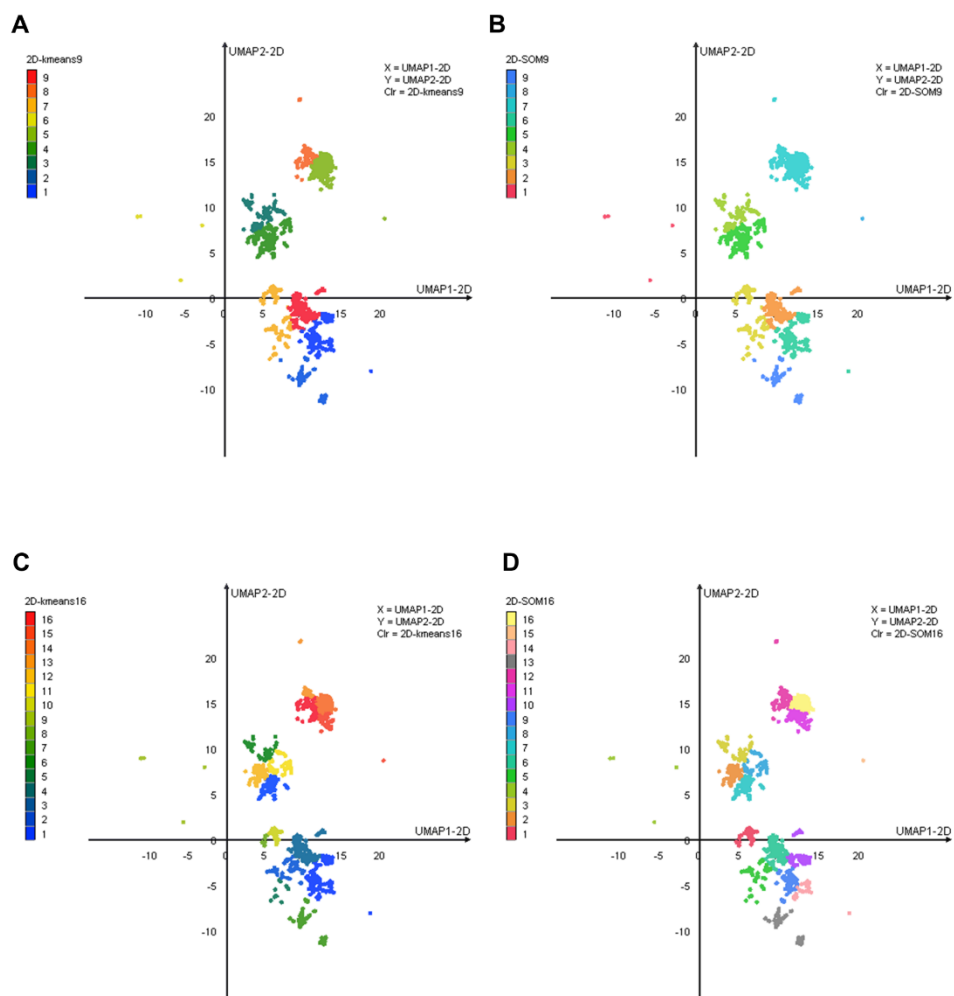 A
2D-kmeans9
9
8
7
6
5
4
3
2
1
UMAP2-2D
X = UMAP1-2D
Y = UMAP2-2D
Clr = 2D-kmeans9
20
15
10
5
0
UMAP1-2D
-10 -5 0 5 10 15 20
-5
-10
B
2D-SOM9
9
8
7
6
5
4
3
2
1
UMAP2-2D
X = UMAP1-2D
Y = UMAP2-2D
Clr = 2D-SOM9
20
15
10
5
0
UMAP1-2D
-10 -5 0 5 10 15 20
-5
-10
C
2D-kmeans16
16
15
14
13
12
11
10
9
8
7
6
5
4
3
2
1
UMAP2-2D
X = UMAP1-2D
Y = UMAP2-2D
Clr = 2D-kmeans16
20
15
10
5
0
UMAP1-2D
-10 -5 0 5 10 15 20
-5
-10
D
2D-SOM16
16
15
14
13
12
11
10
9
8
7
6
5
4
3
2
1
UMAP2-2D
X = UMAP1-2D
Y = UMAP2-2D
Clr = 2D-SOM16
20
15
10
5
0
UMAP1-2D
-10 -5 0 5 10 15 20
-5
-10